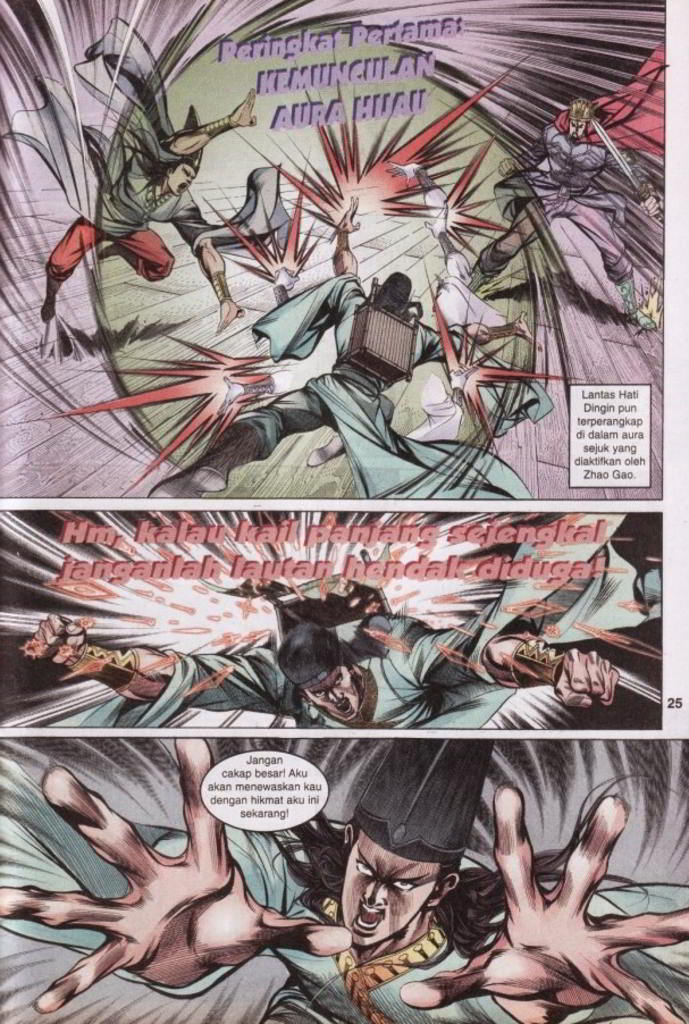 Peringkat Pertama:
KEMUNCULAN
AURA HIJAU
Lantas Hati
Dingin pun
terperangkap
di dalam aura
sejuk yang
diaktifkan oleh
Zhao Gao.
Hm, kalau kail panjang sejengkal
janganlah lautan hendak diduga!
25
Jangan
cakap besar! Aku
akan menewaskan kau
dengan hikmat aku ini
sekarang!